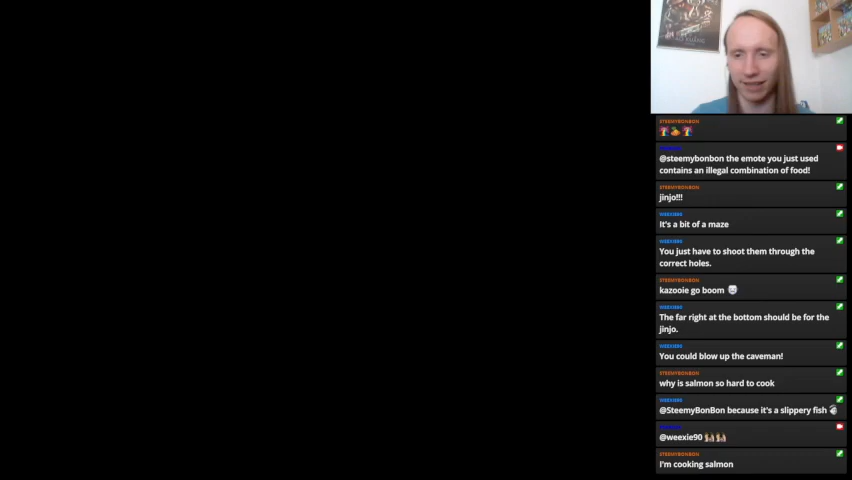 STEEMYBONBON
@steemybonbon the emote you just used
contains an illegal combination of food!
STEEMYBONBON
jinjo!!!
WEEXIE90
It's a bit of a maze
WEEXIE90
You just have to shoot them through the
correct holes.
STEEMYBONBON
kazooie go boom
WEEXIE90
The far right at the bottom should be for the
jinjo.
WEEXIE90
You could blow up the caveman!
STEEMYBONBON
why is salmon so hard to cook
WEEXIE90
@SteemyBonBon because it's a slippery fish
@weexie90
STEEMYBONBON
I'm cooking salmon